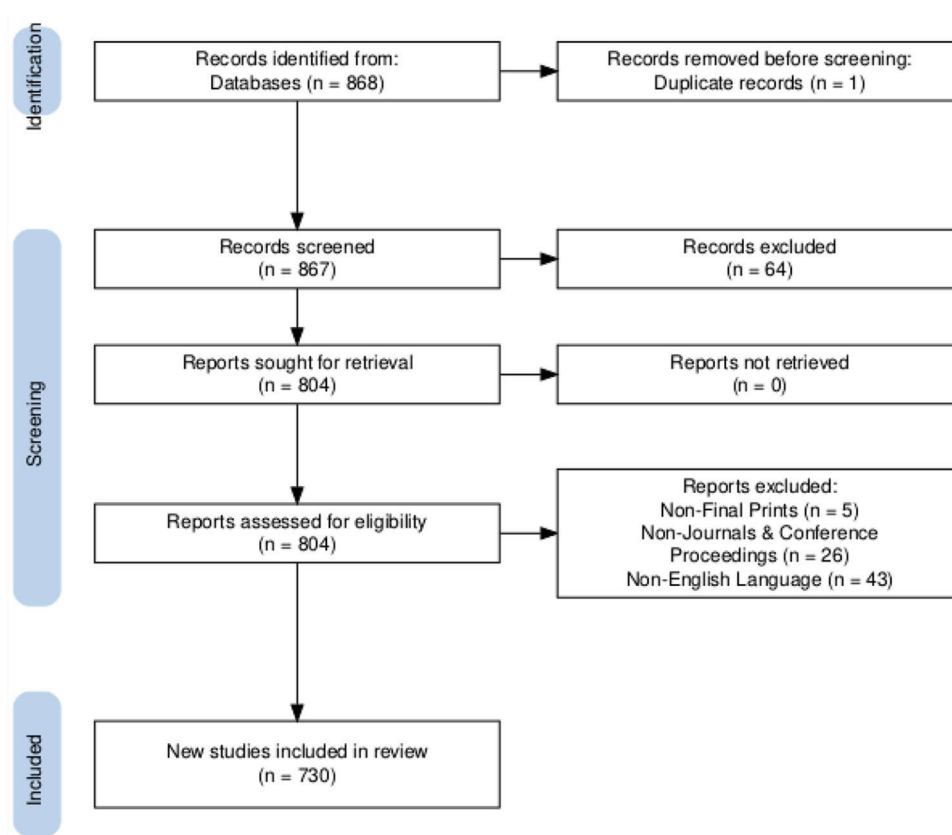 Identification
Records identified from:
Databases (n = 868)
Records removed before screening:
Duplicate records (n = 1)
Screening
Records screened
(n = 867)
Records excluded
(n = 64)
Reports sought for retrieval
(n = 804)
Reports not retrieved
(n = 0)
Reports assessed for eligibility
(n = 804)
Reports excluded:
Non-Final Prints (n = 5)
Non-Journals & Conference
Proceedings (n = 26)
Non-English Language (n = 43)
Included
New studies included in review
(n = 730)